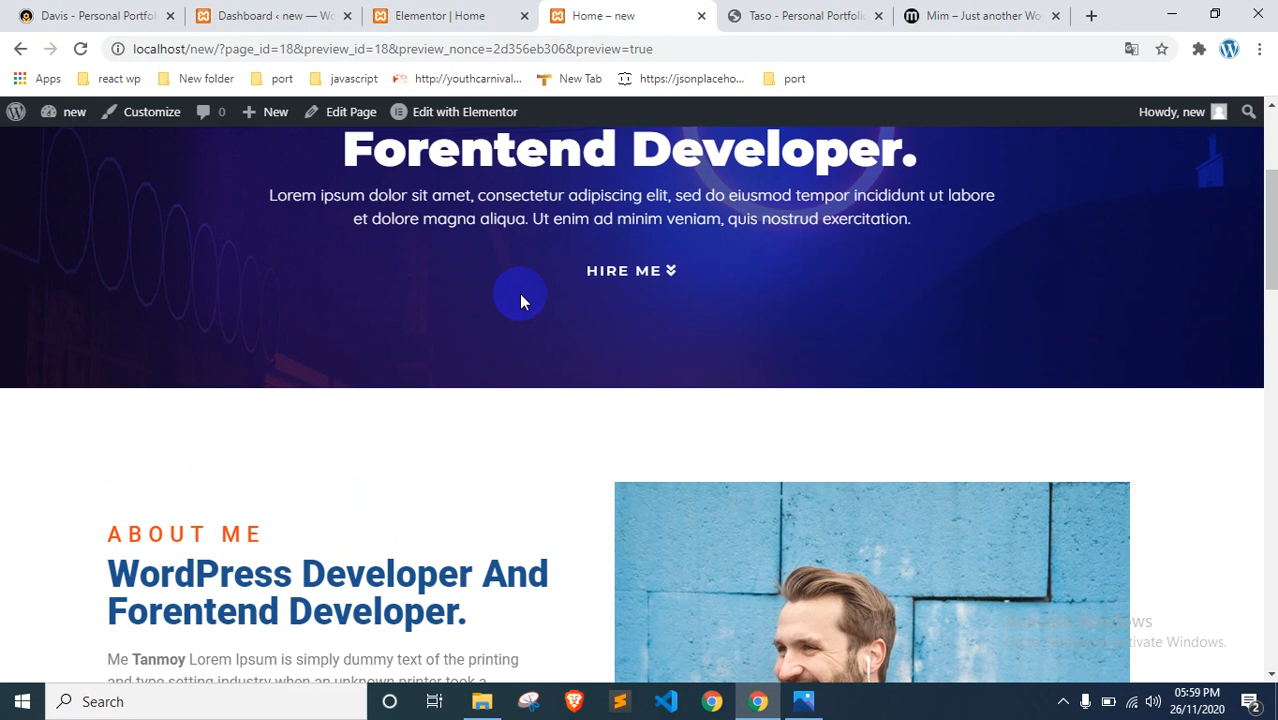 Davis - Personal Portfol
Dashboard ‹ new — Wo
Elementor | Home
Home – new
Taso - Personal Portfolio
Mim – Just another Wo
localhost/new/?page_id=18&preview_id=18&preview_nonce=2d356eb306&preview=true
Apps
react wp
New folder
port
javascript
http://youthcarnival...
New Tab
https://jsonplaceho...
port
new
Customize
0
New
Edit Page
Edit with Elementor
Howdy, new
Forentend Developer.
Lorem ipsum dolor sit amet, consectetur adipiscing elit, sed do eiusmod tempor incididunt ut labore
et dolore magna aliqua. Ut enim ad minim veniam, quis nostrud exercitation.
HIRE ME
ABOUT ME
WordPress Developer And
Forentend Developer.
Me Tanmoy Lorem Ipsum is simply dummy text of the printing
and type setting industry when an unknown printer took a
Windows.
Search
05:59 PM
26/11/2020
2